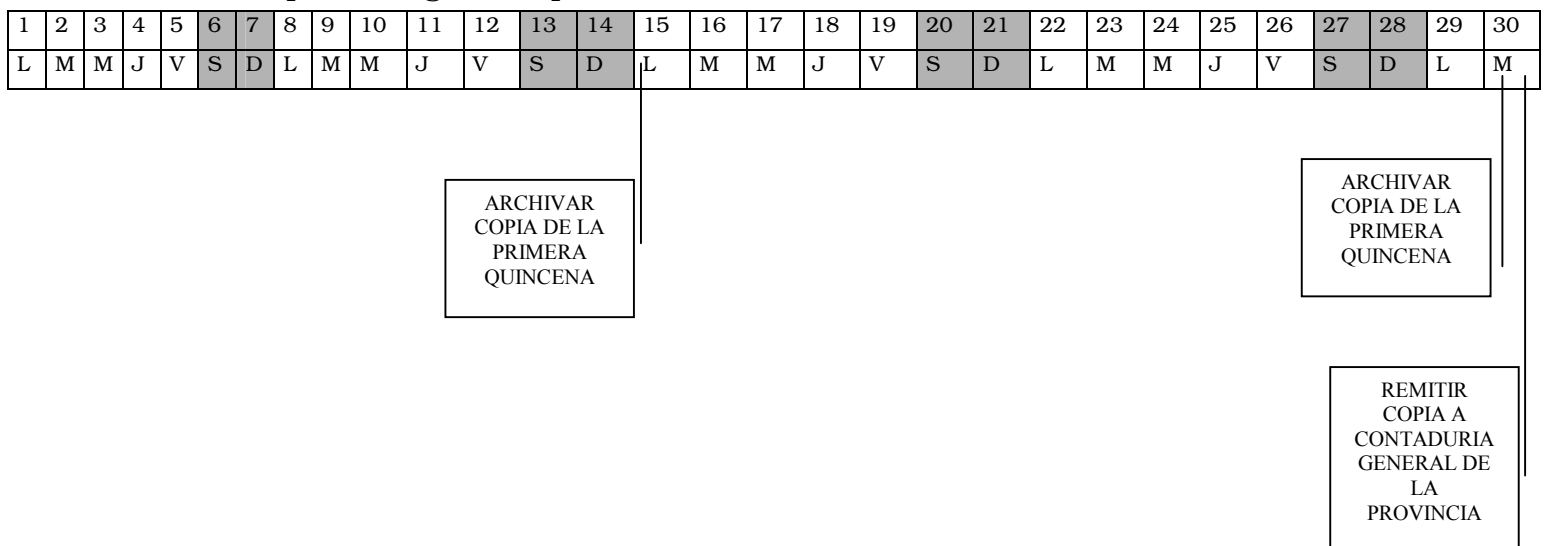 1 2 3 4 5 6 7 8 9 10 11 12 13 14 15 16 17 18 19 20 21 22 23 24 25 26 27 28 29 30
L M M J V S D L M M J V S D L M M J V S D L M M J V S D L M
ARCHIVAR
COPIA DE LA
PRIMERA
QUINCENA
ARCHIVAR
COPIA DE LA
PRIMERA
QUINCENA
REMITIR
COPIA A
CONTADURIA
GENERAL DE
LA
PROVINCIA